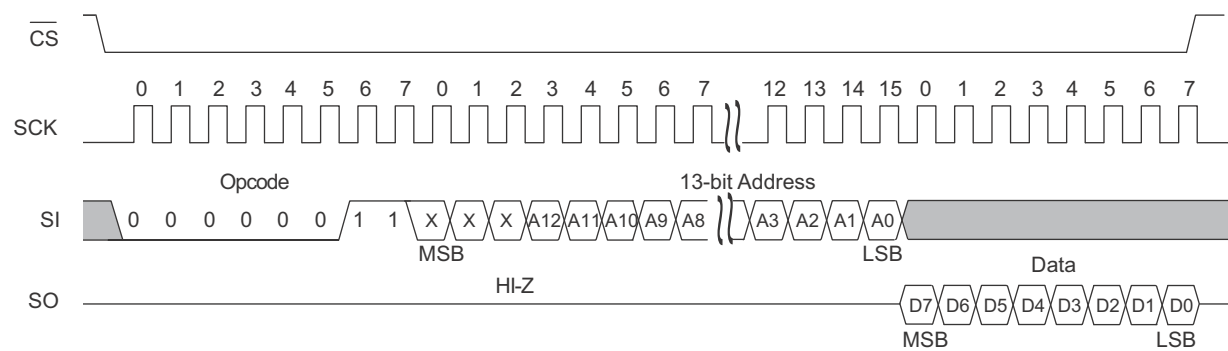 CS
0 1 2 3 4 5 6 7 0 1 2 3 4 5 6 7 12 13 14 15 0 1 2 3 4 5 6 7
SCK
Opcode 13-bit Address
SI 0 0 0 0 0 0 1 1 X X X A12 A11 A10 A9 A8 A3 A2 A1 A0
MSB LSB
HI-Z Data
SO D7 D6 D5 D4 D3 D2 D1 D0
MSB LSB